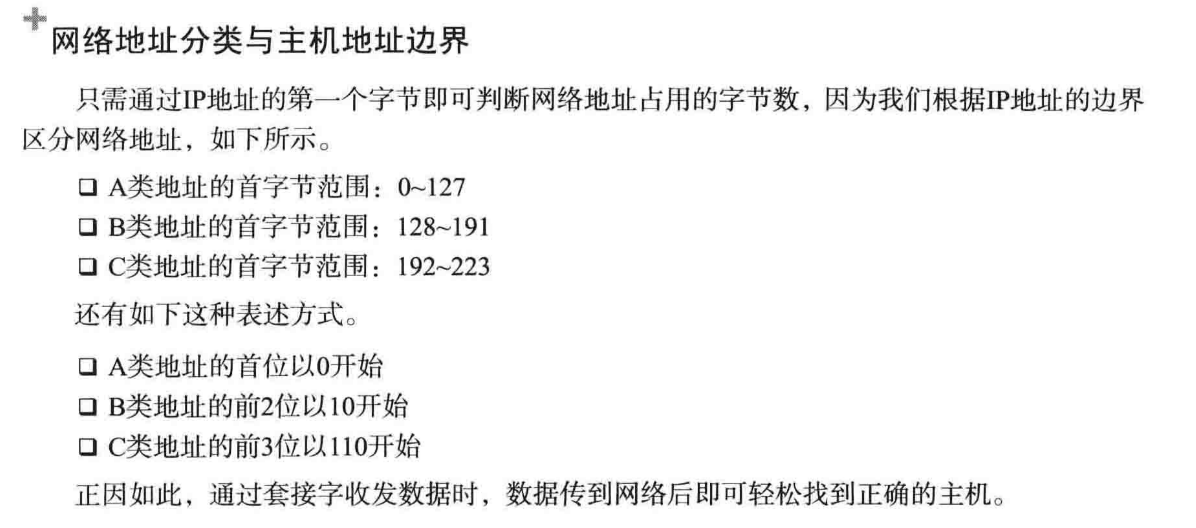 网络地址分类与主机地址边界
只需通过IP地址的第一个字节即可判断网络地址占用的字节数，因为我们根据IP地址的边界
区分网络地址，如下所示。
❑ A类地址的首字节范围：0~127
❑ B类地址的首字节范围：128~191
❑ C类地址的首字节范围：192~223
还有如下这种表述方式。
❑ A类地址的首位以0开始
❑ B类地址的前2位以10开始
❑ C类地址的前3位以110开始
正因如此，通过套接字收发数据时，数据传到网络后即可轻松找到正确的主机。